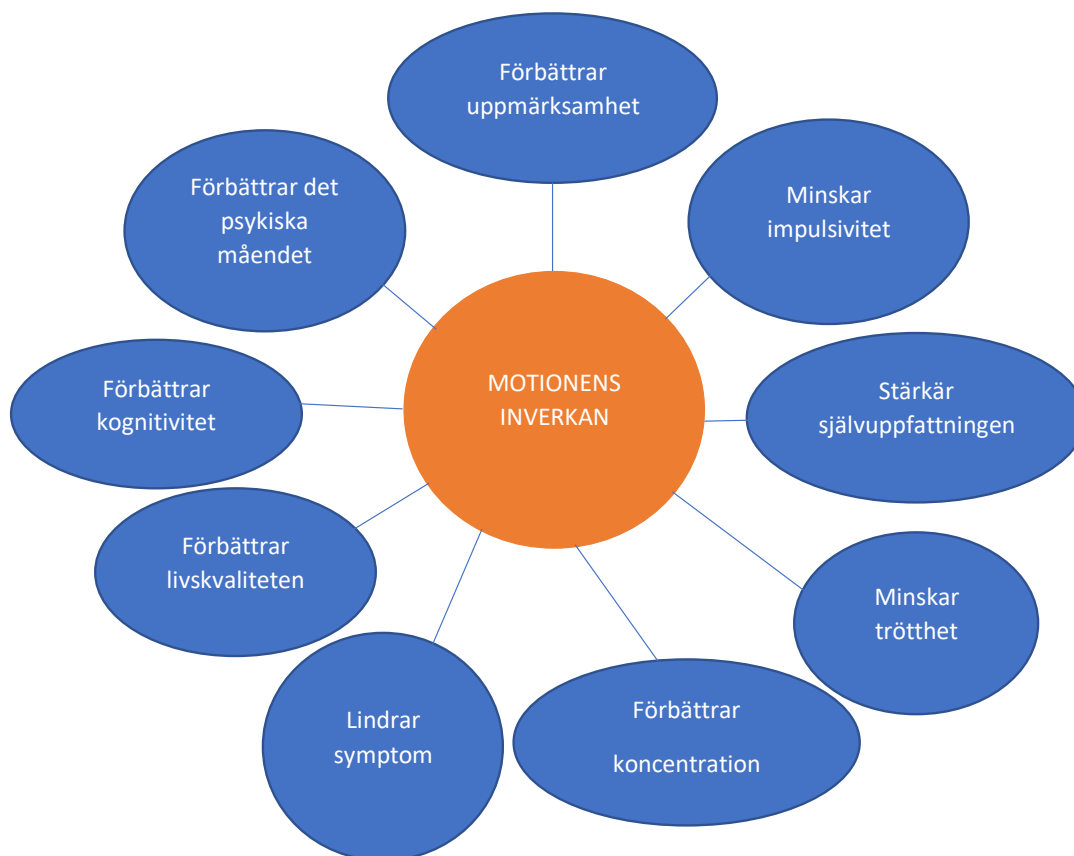 Förbättrar
uppmärksamhet
Minskar
impulsivitet
Stärkär
självuppfattningen
Minskar
trötthet
Förbättrar
koncentration
Lindrar
symptom
Förbättrar
livskvaliteten
Förbättrar
kognitivitet
Förbättrar det
psykiska
måendet
MOTIONENS
INVERKAN